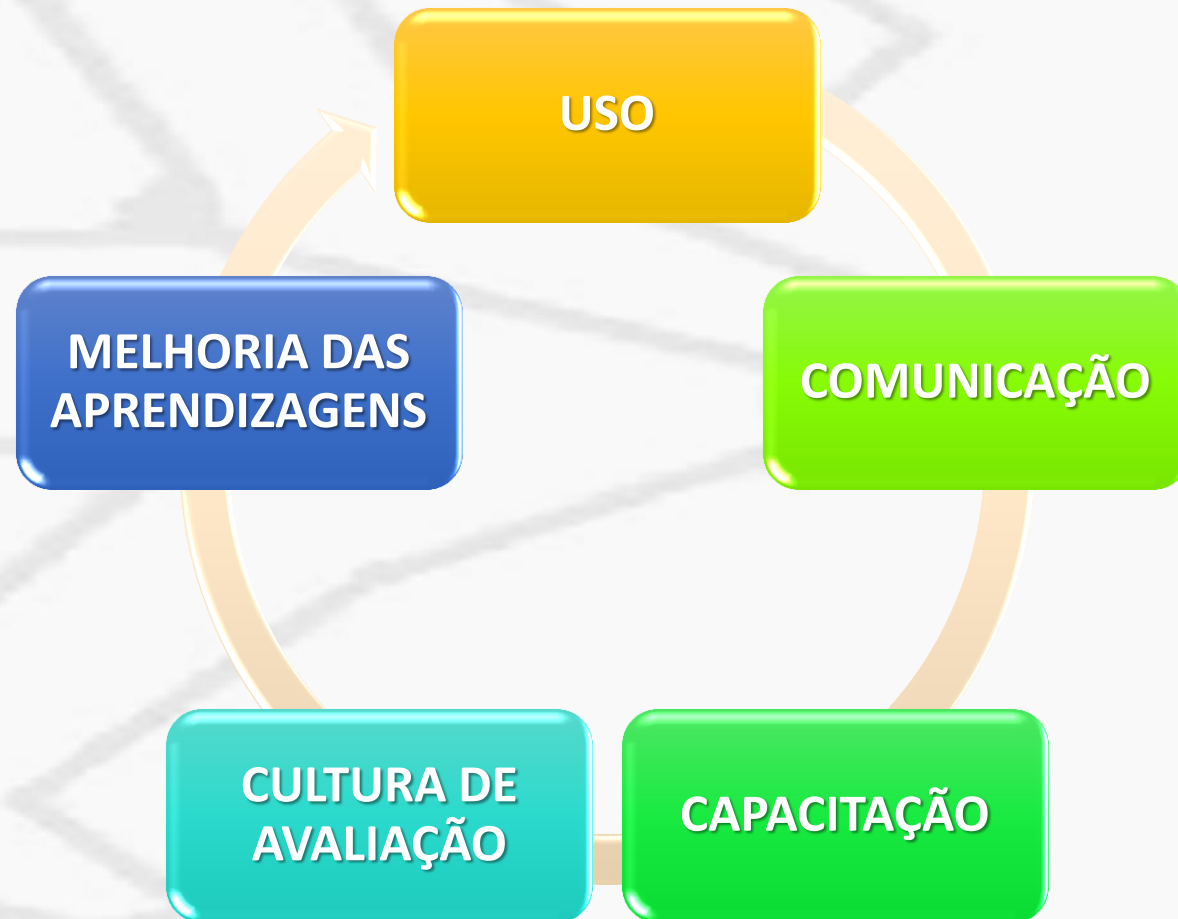 USO
COMUNICAÇÃO
CAPACITAÇÃO
CULTURA DE
AVALIAÇÃO
MELHORIA DAS
APRENDIZAGENS